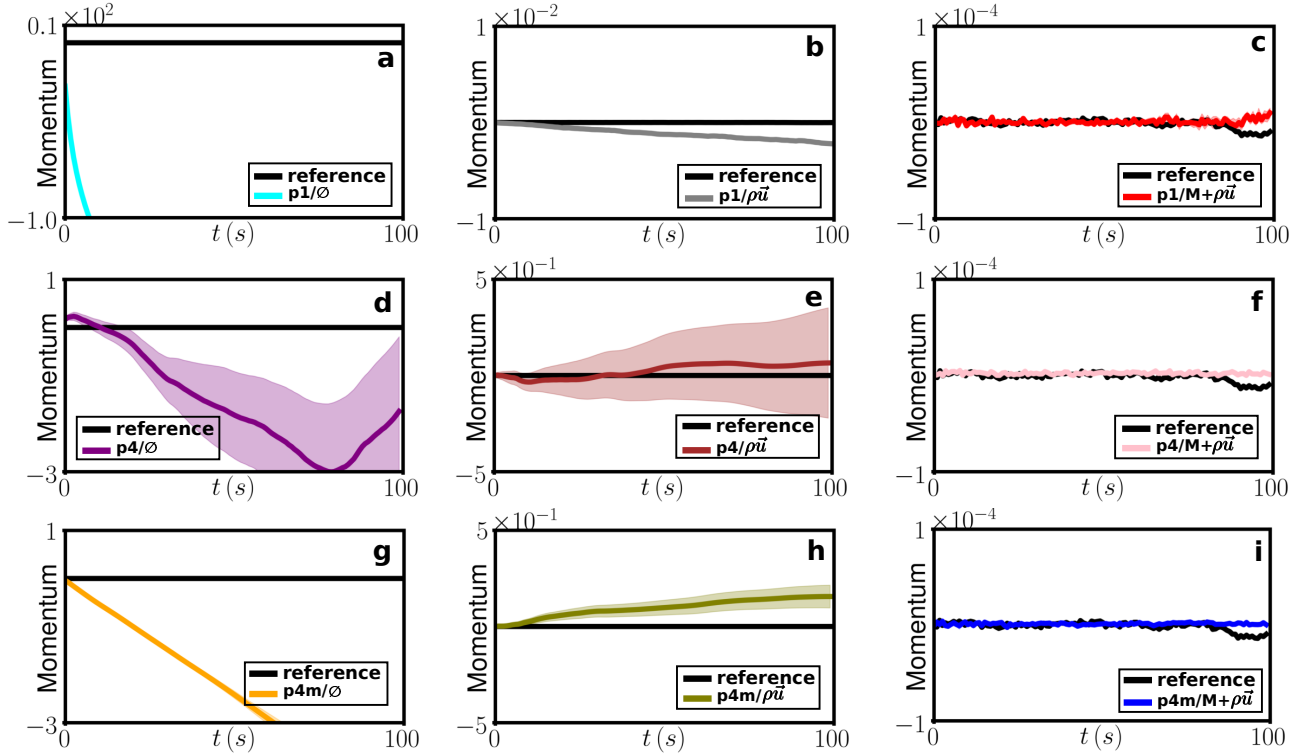 0.1 ×10²
Momentum
a
reference
p1/∅
−1.0
0
t (s)
100
1 ×10⁻²
Momentum
b
reference
p1/ρu⃗
−1
0
t (s)
100
1 ×10⁻⁴
Momentum
c
reference
p1/M+ρu⃗
−1
0
t (s)
100
1
Momentum
d
reference
p4/∅
−3
0
t (s)
100
5 ×10⁻¹
Momentum
e
reference
p4/ρu⃗
−5
0
t (s)
100
1 ×10⁻⁴
Momentum
f
reference
p4/M+ρu⃗
−1
0
t (s)
100
1
Momentum
g
reference
p4m/∅
−3
0
t (s)
100
5 ×10⁻¹
Momentum
h
reference
p4m/ρu⃗
−5
0
t (s)
100
1 ×10⁻⁴
Momentum
i
reference
p4m/M+ρu⃗
−1
0
t (s)
100